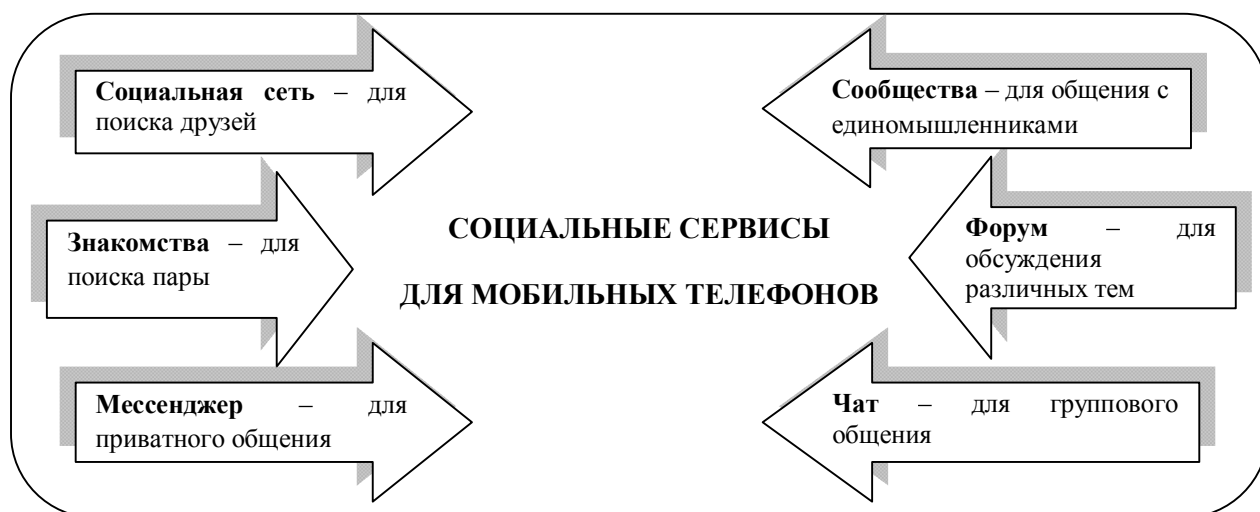 Социальная сеть – для
поиска друзей
Знакомства – для
поиска пары
Мессенджер – для
приватного общения
СОЦИАЛЬНЫЕ СЕРВИСЫ
ДЛЯ МОБИЛЬНЫХ ТЕЛЕФОНОВ
Сообщества – для общения с
единомышленниками
Форум – для
обсуждения
различных тем
Чат – для группового
общения